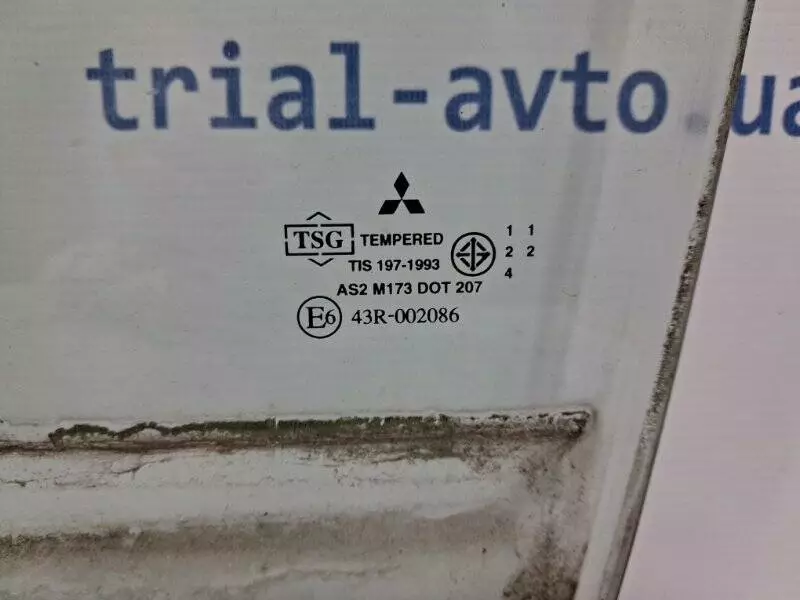 trial-avto.ua
TSG TEMPERED
TIS 197-1993
AS2 M173 DOT 207
E6 43R-002086
1 1
2 2
4